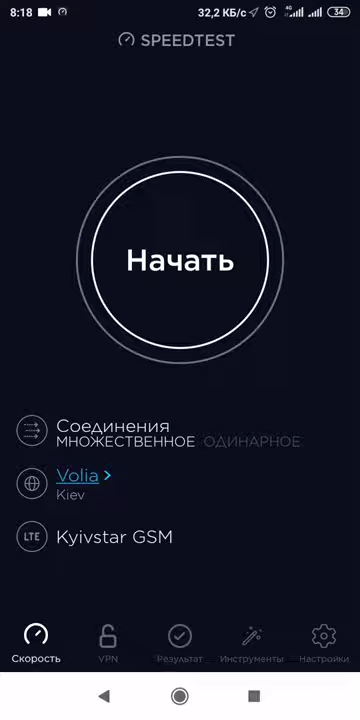 8:18 32,2 КБ/с 4G 34
SPEEDTEST
Начать
Соединения
МНОЖЕСТВЕННОЕ ОДИНАРНОЕ
Volia >
Kiev
LTE Kyivstar GSM
Скорость VPN Результат Инструменты Настройки